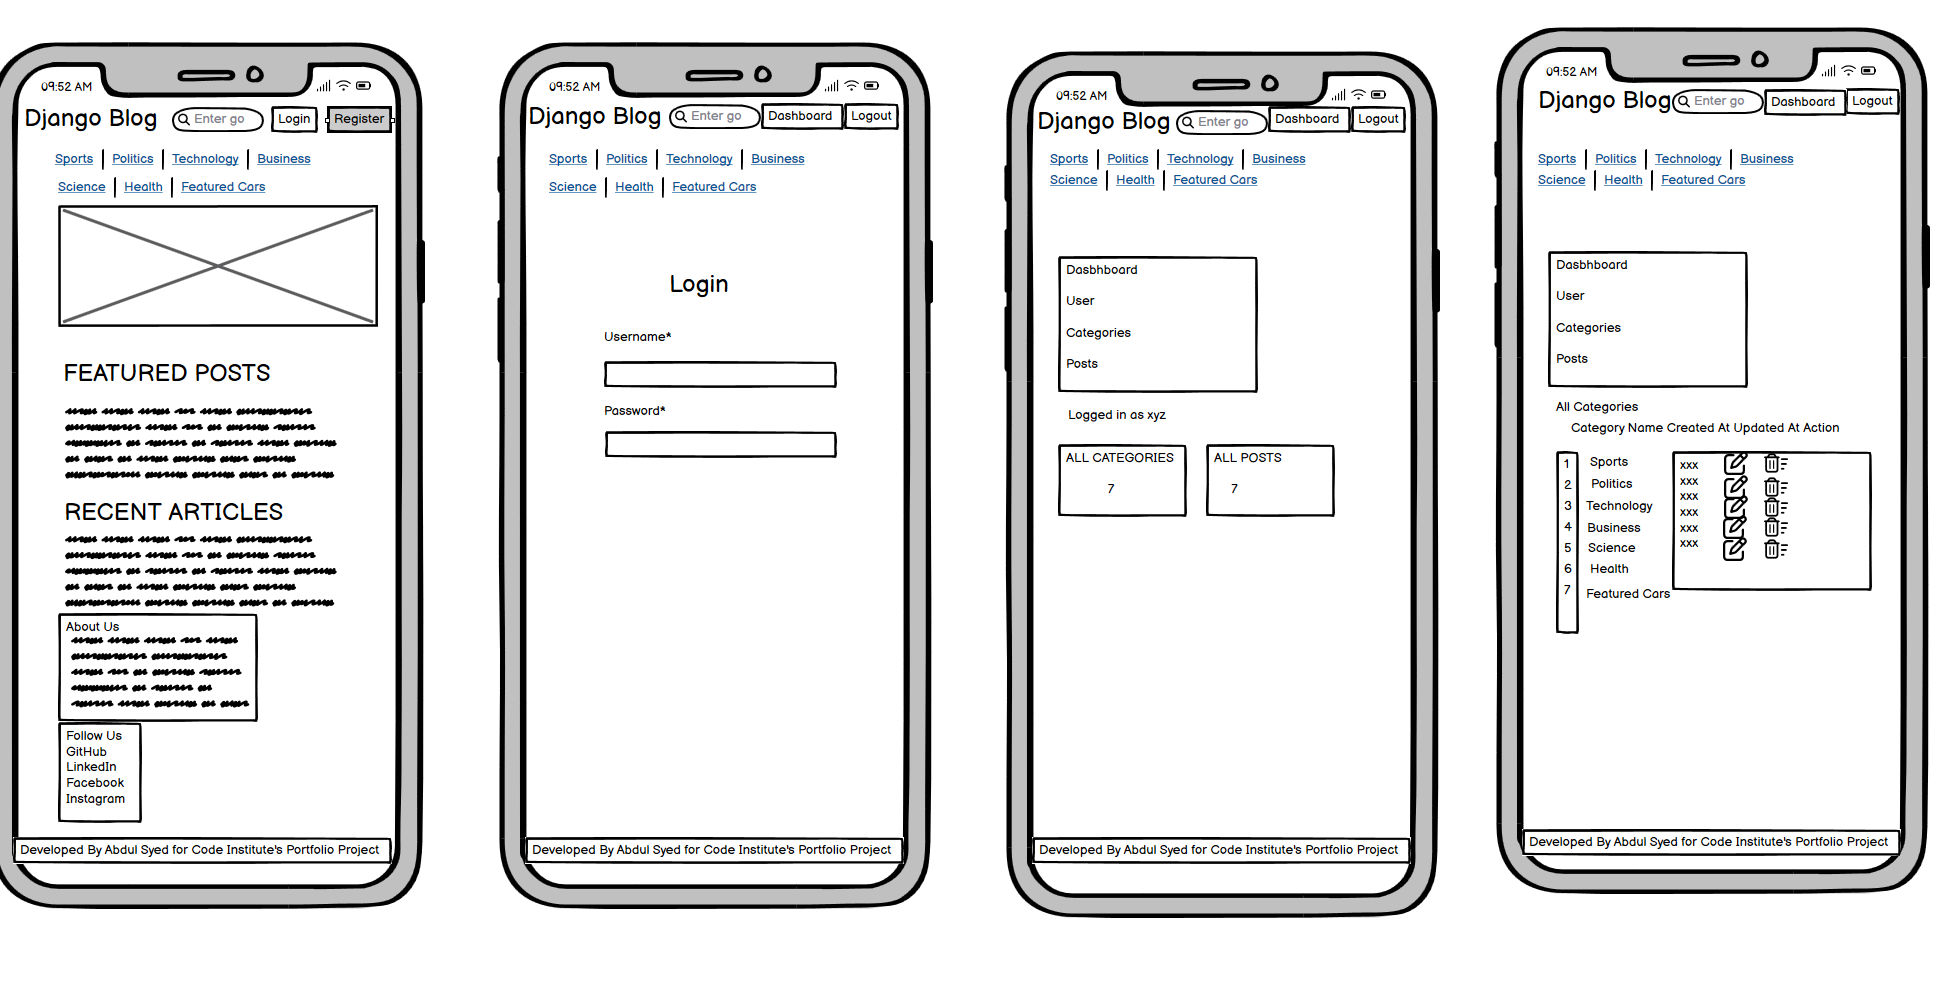 09:52 AM
Django Blog Enter go Login Register
Sports Politics Technology Business
Science Health Featured Cars
FEATURED POSTS
RECENT ARTICLES
About Us
Follow Us
GitHub
LinkedIn
Facebook
Instagram
Developed By Abdul Syed for Code Institute's Portfolio Project
09:52 AM
Django Blog Enter go Dashboard Logout
Sports Politics Technology Business
Science Health Featured Cars
Login
Username*
Password*
Developed By Abdul Syed for Code Institute's Portfolio Project
09:52 AM
Django Blog Enter go Dashboard Logout
Sports Politics Technology Business
Science Health Featured Cars
Dasbhboard
User
Categories
Posts
Logged in as xyz
ALL CATEGORIES ALL POSTS
7 7
Developed By Abdul Syed for Code Institute's Portfolio Project
09:52 AM
Django Blog Enter go Dashboard Logout
Sports Politics Technology Business
Science Health Featured Cars
Dasbhboard
User
Categories
Posts
All Categories
Category Name Created At Updated At Action
1 Sports xxx
2 Politics xxx
xxx
3 Technology xxx
4 Business xxx
5 Science xxx
6 Health
7 Featured Cars
Developed By Abdul Syed for Code Institute's Portfolio Project